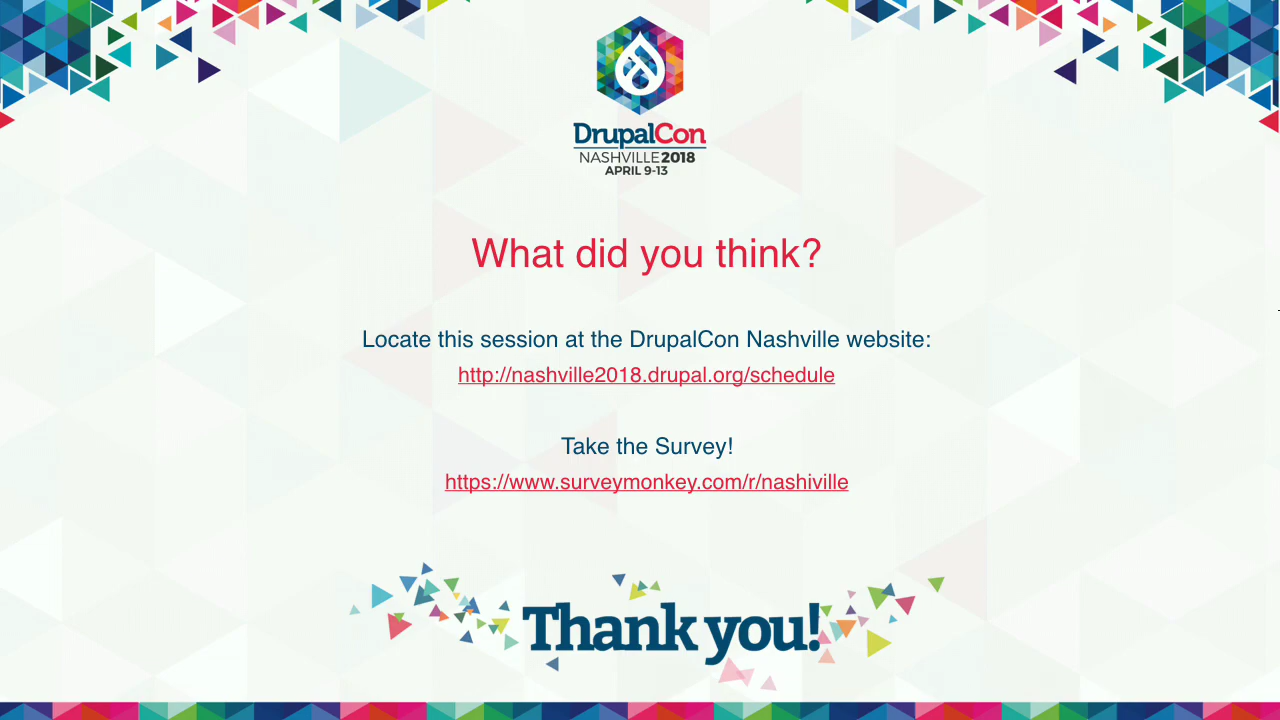 DrupalCon
NASHVILLE 2018
APRIL 9-13
What did you think?
Locate this session at the DrupalCon Nashville website:
http://nashville2018.drupal.org/schedule
Take the Survey!
https://www.surveymonkey.com/r/nashiville
Thank you!